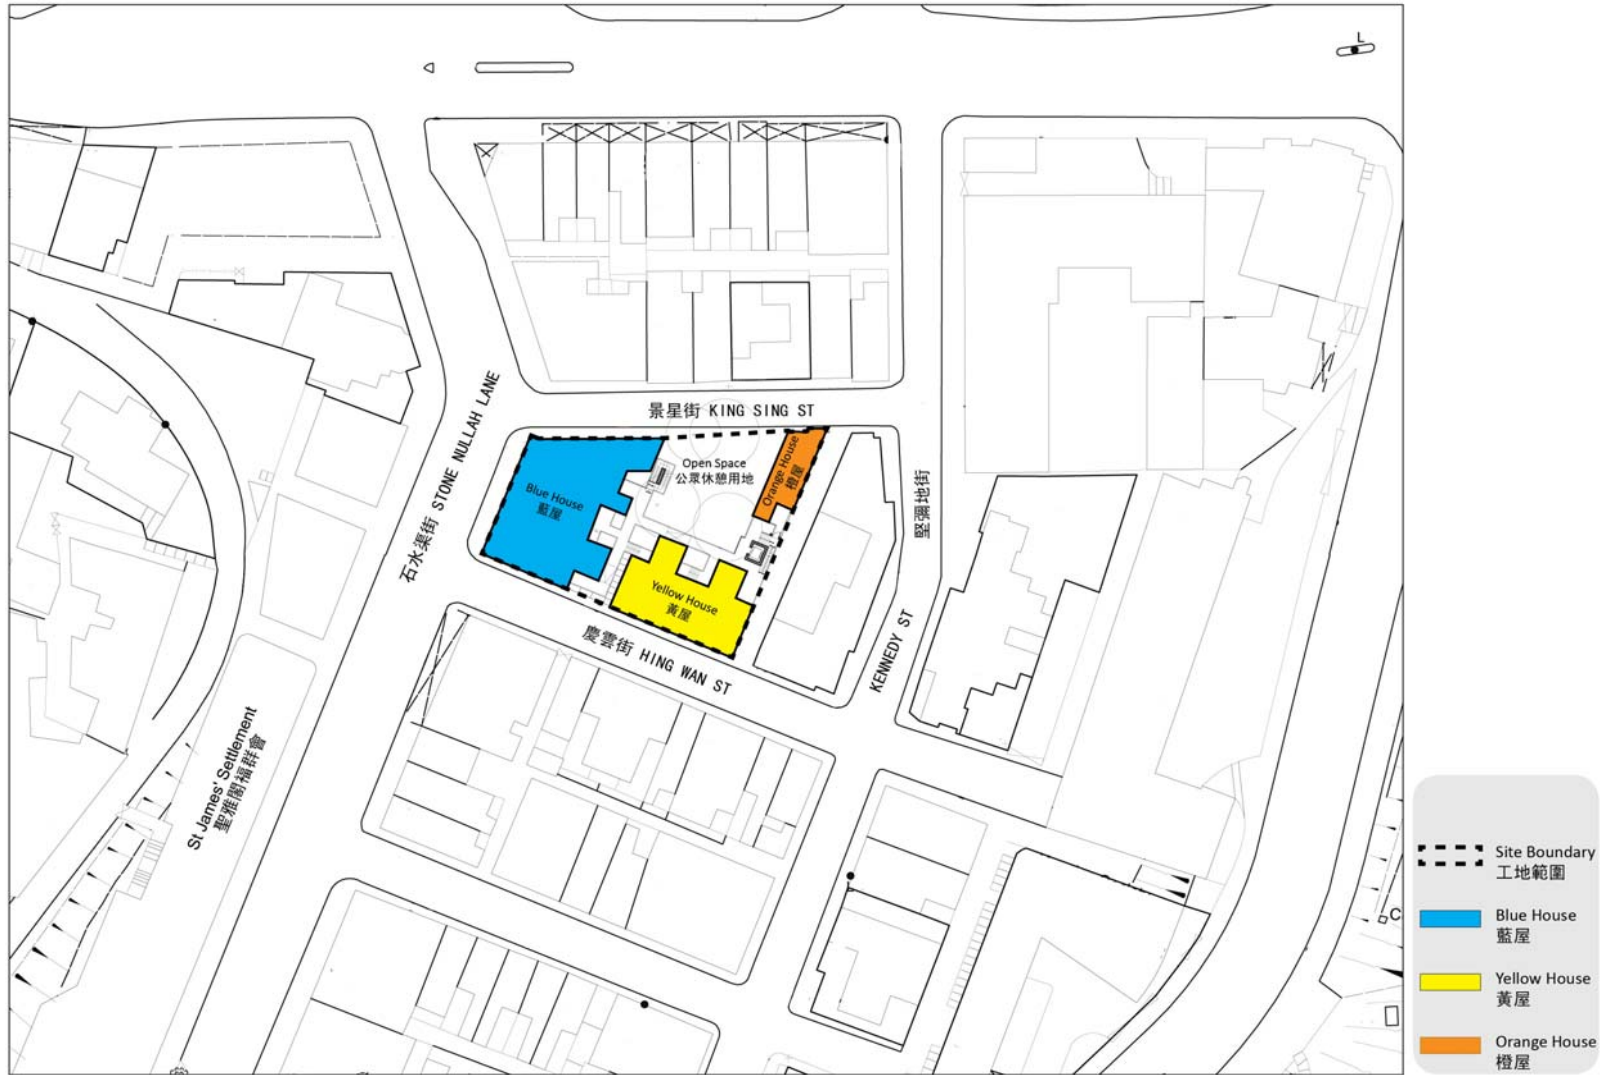 L
景星街 KING SING ST
石水渠街 STONE NULLAH LANE
Open Space
公眾休憩用地
Orange House
橙屋
Blue House
藍屋
堅彌地街
KENNEDY ST
Yellow House
黃屋
慶雲街 HING WAN ST
St James' Settlement
聖雅閣福群會
C
Site Boundary
工地範圍
Blue House
藍屋
Yellow House
黃屋
Orange House
橙屋